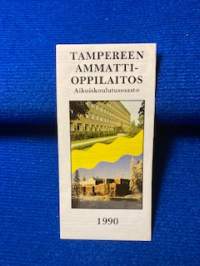 TAMPEREEN
AMMATTI-
OPPILAITOS
Aikuiskoulutusosasto
1990